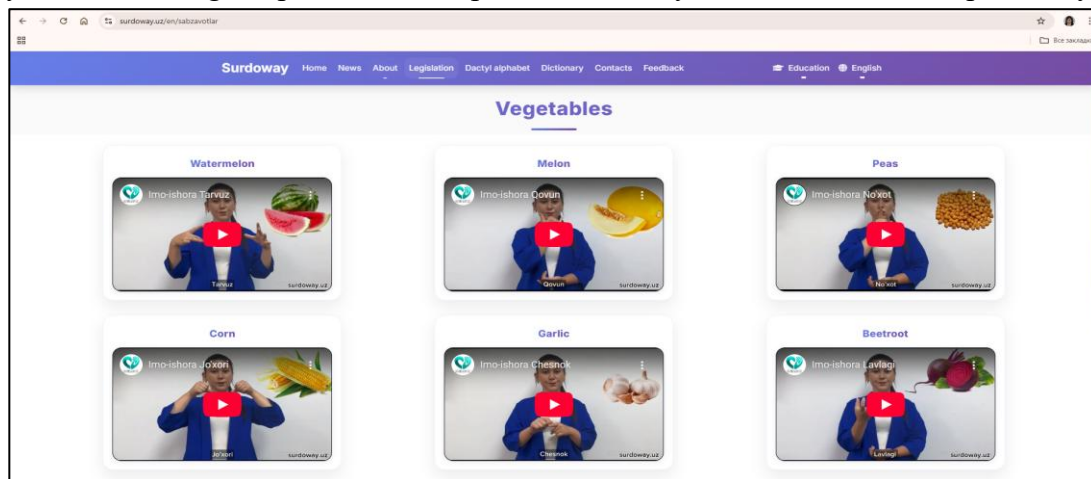 surdoway.uz/en/sabzavotlar
Все закладки
Surdoway Home News About Legislation Dactyl alphabet Dictionary Contacts Feedback Education English
Vegetables
Watermelon Melon Peas
Imo-ishora Tarvuz Imo-ishora Qovun Imo-ishora No'xot
Tarvuz surdoway.uz Qovun surdoway.uz No'xot surdoway.uz
Corn Garlic Beetroot
Imo-ishora Jo'xori Imo-ishora Chesnok Imo-ishora Lavlagi
Jo'xori surdoway.uz Chesnok surdoway.uz Lavlagi surdoway.uz